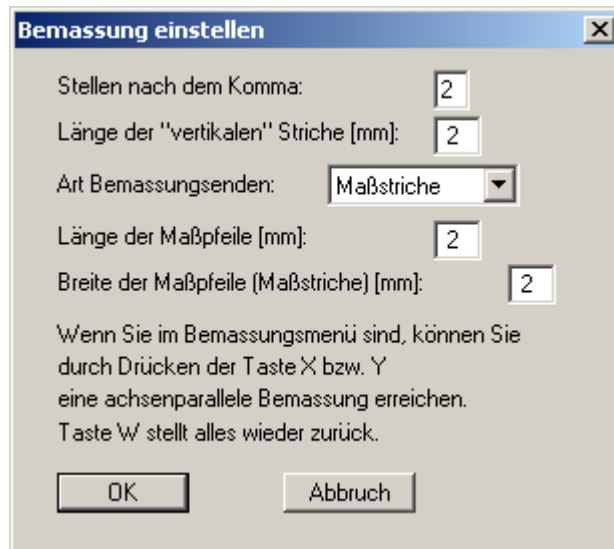 Bemassung einstellen
Stellen nach dem Komma: 2
Länge der "vertikalen" Striche [mm]: 2
Art Bemassungsenden: Maßstriche
Länge der Maßpfeile [mm]: 2
Breite der Maßpfeile (Maßstriche) [mm]: 2
Wenn Sie im Bemassungsmenü sind, können Sie
durch Drücken der Taste X bzw. Y
eine achsenparallele Bemassung erreichen.
Taste W stellt alles wieder zurück.
OK Abbruch